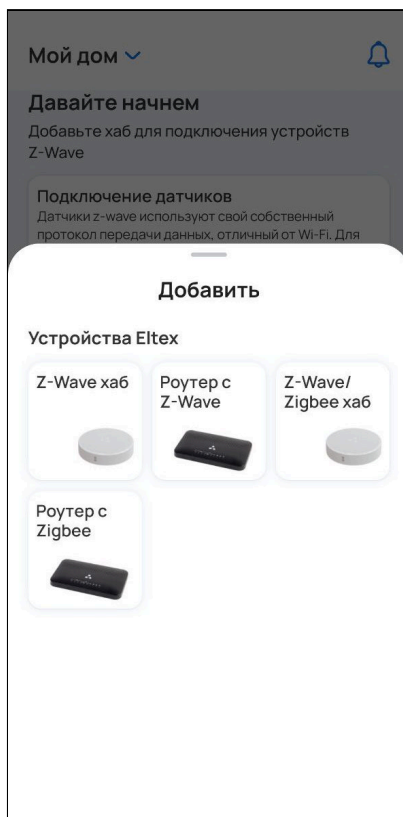 Мой дом
Давайте начнем
Добавьте хаб для подключения устройств
Z-Wave
Подключение датчиков
Датчики z-wave используют свой собственный
протокол передачи данных, отличный от Wi-Fi. Для
Добавить
Устройства Eltex
Z-Wave хаб
Роутер с
Z-Wave
Z-Wave/
Zigbee хаб
Роутер с
Zigbee